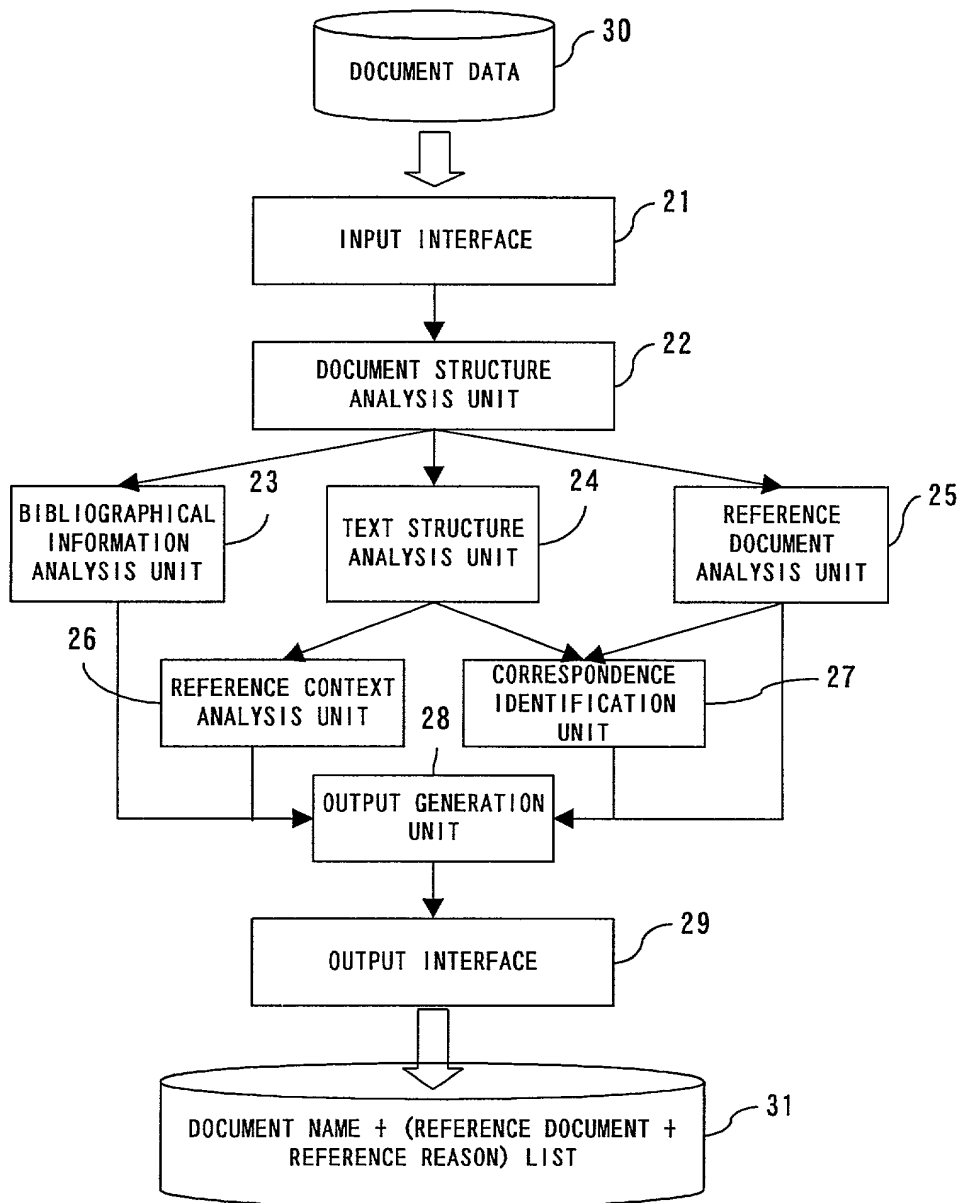 30
DOCUMENT DATA
21
INPUT INTERFACE
22
DOCUMENT STRUCTURE
ANALYSIS UNIT
23
BIBLIOGRAPHICAL
INFORMATION
ANALYSIS UNIT
24
TEXT STRUCTURE
ANALYSIS UNIT
25
REFERENCE
DOCUMENT
ANALYSIS UNIT
26
REFERENCE CONTEXT
ANALYSIS UNIT
CORRESPONDENCE
IDENTIFICATION
UNIT
27
28
OUTPUT GENERATION
UNIT
29
OUTPUT INTERFACE
31
DOCUMENT NAME + (REFERENCE DOCUMENT +
REFERENCE REASON) LIST